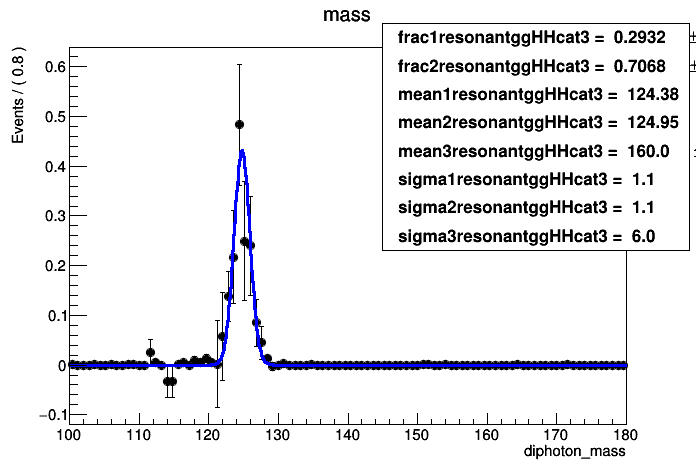 mass
frac1resonantggHHcat3 = 0.2932 ±
frac2resonantggHHcat3 = 0.7068 ±
mean1resonantggHHcat3 = 124.38
mean2resonantggHHcat3 = 124.95
mean3resonantggHHcat3 = 160.0
sigma1resonantggHHcat3 = 1.1
sigma2resonantggHHcat3 = 1.1
sigma3resonantggHHcat3 = 6.0
Events / ( 0.8 )
0.6
0.5
0.4
0.3
0.2
0.1
0
−0.1
100 110 120 130 140 150 160 170 180
diphoton_mass